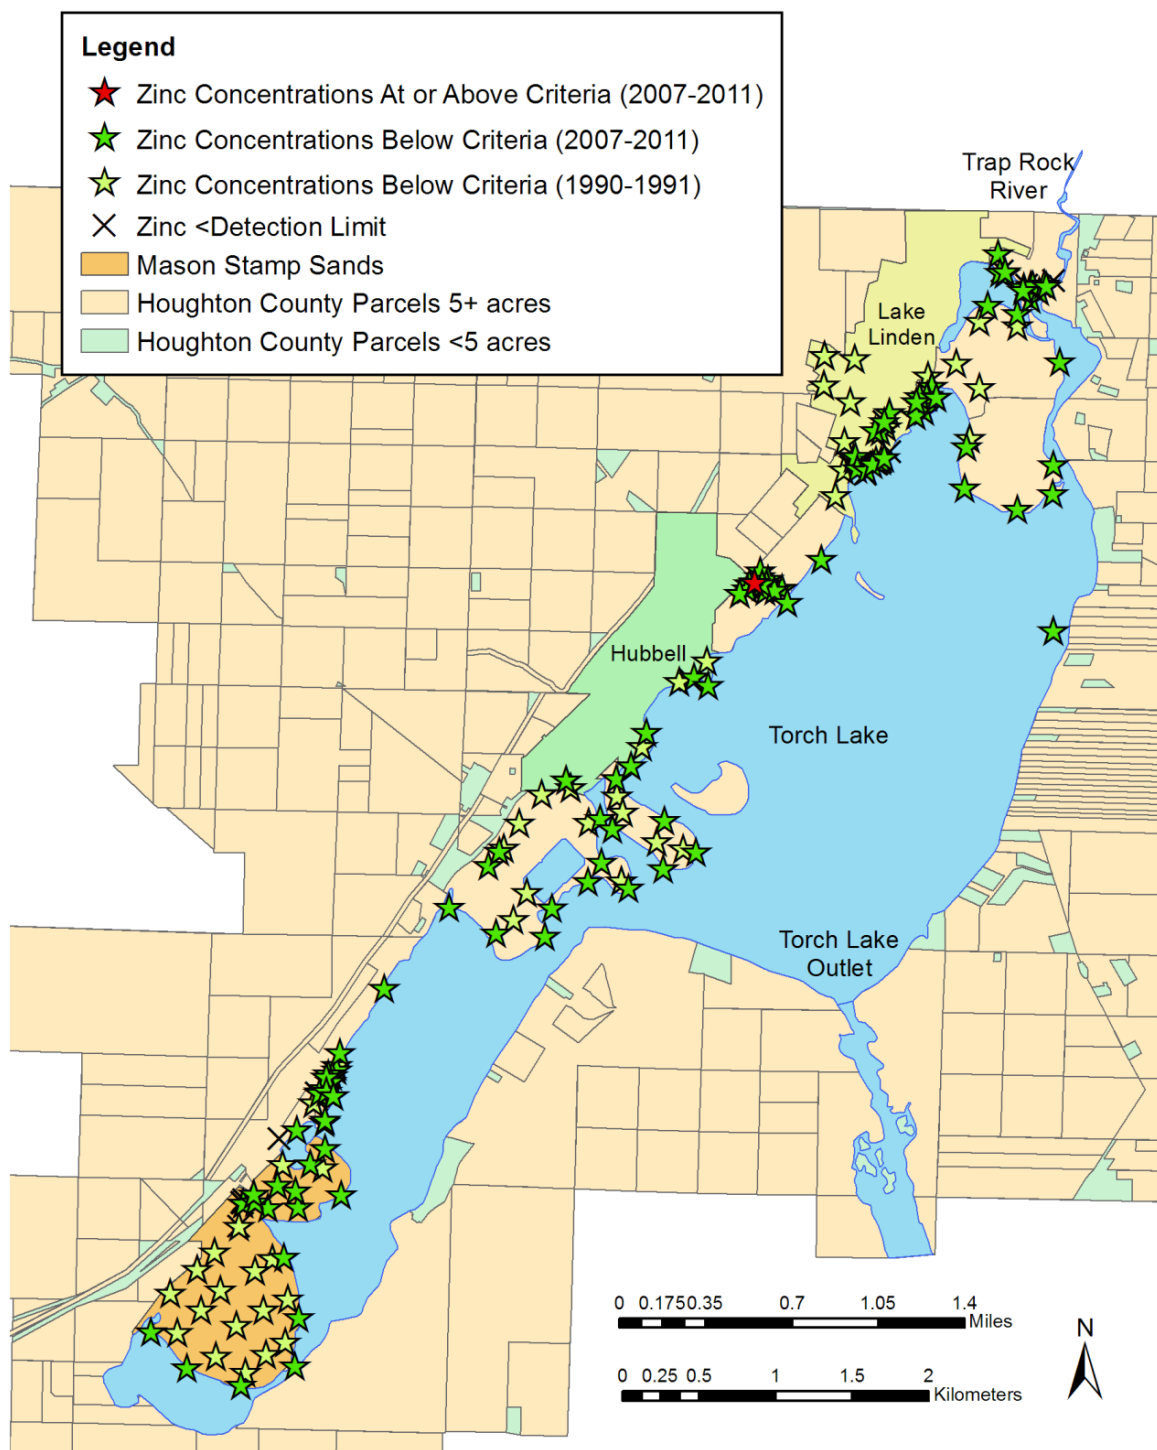 Legend
Zinc Concentrations At or Above Criteria (2007-2011)
Zinc Concentrations Below Criteria (2007-2011)
Zinc Concentrations Below Criteria (1990-1991)
Zinc <Detection Limit
Mason Stamp Sands
Houghton County Parcels 5+ acres
Houghton County Parcels <5 acres
Trap Rock
River
Lake
Linden
Hubbell
Torch Lake
Torch Lake
Outlet
0 0.175 0.35 0.7 1.05 1.4
Miles
0 0.25 0.5 1 1.5 2
Kilometers
N